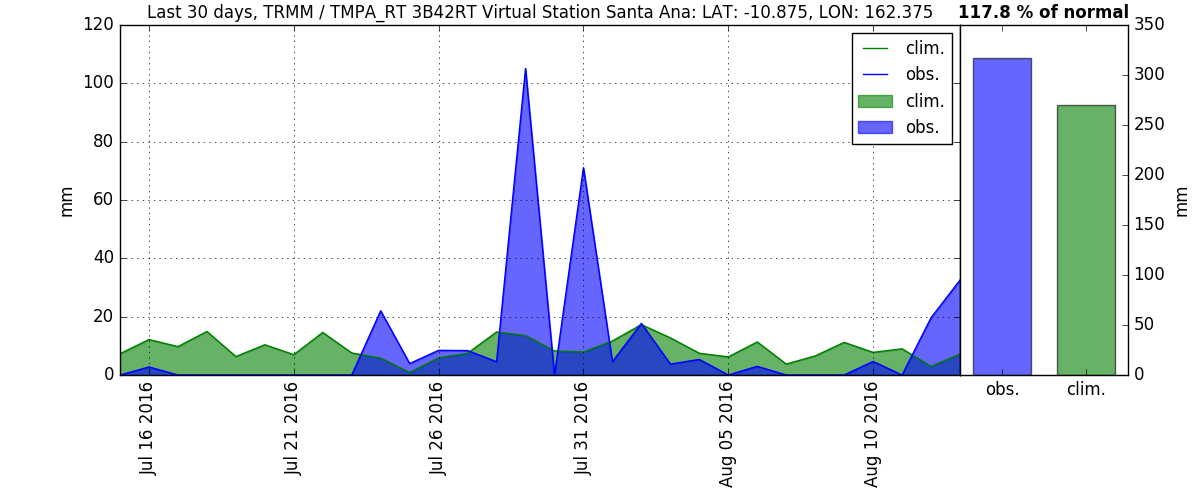 Last 30 days, TRMM / TMPA_RT 3B42RT Virtual Station Santa Ana: LAT: -10.875, LON: 162.375
117.8 % of normal
120
100
80
60
40
20
0
mm
clim.
obs.
clim.
obs.
Jul 16 2016
Jul 21 2016
Jul 26 2016
Jul 31 2016
Aug 05 2016
Aug 10 2016
350
300
250
200
150
100
50
0
mm
obs.
clim.